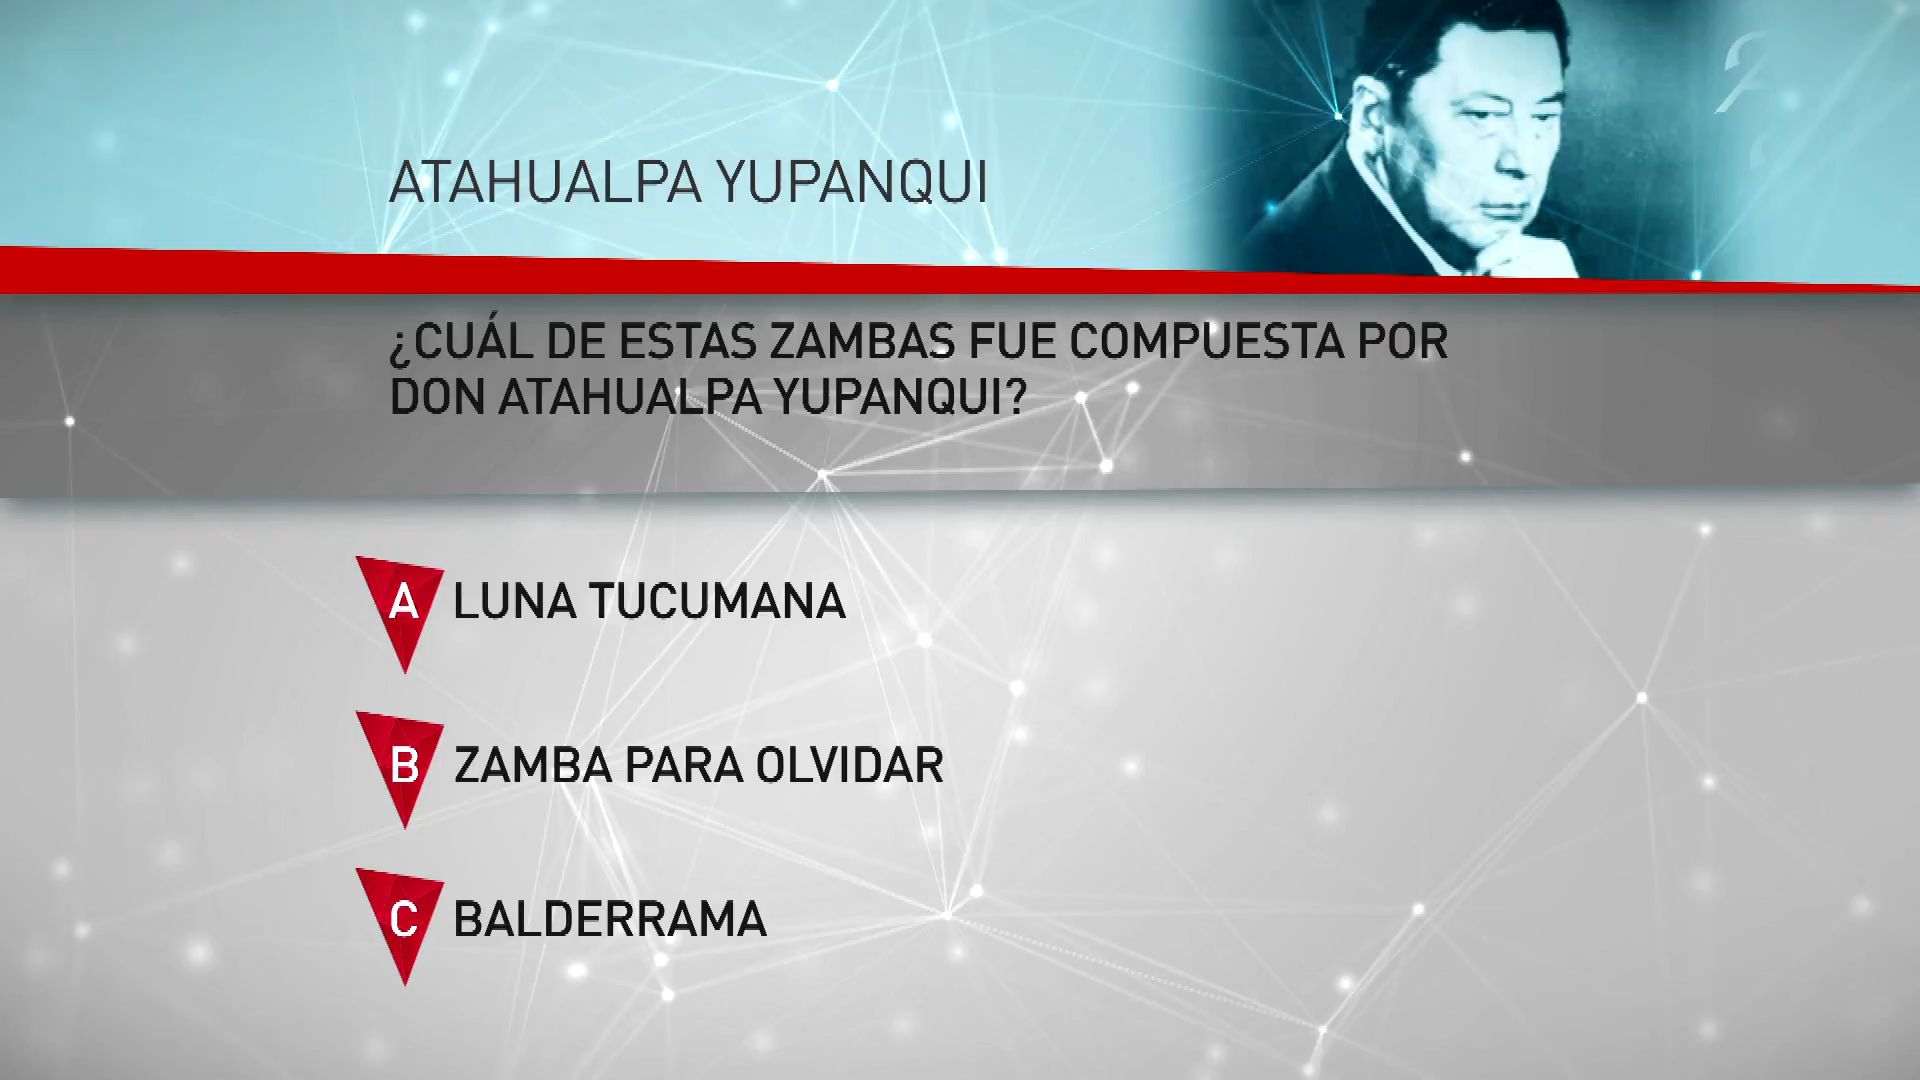 ATAHUALPA YUPANQUI
¿CUÁL DE ESTAS ZAMBAS FUE COMPUESTA POR
DON ATAHUALPA YUPANQUI?
A LUNA TUCUMANA
B ZAMBA PARA OLVIDAR
C BALDERRAMA